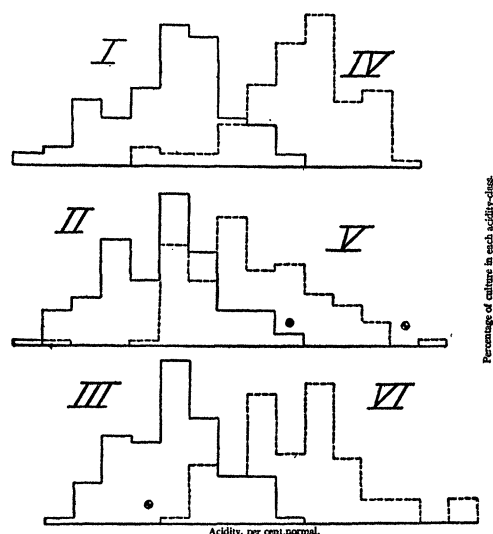 I
IV
II
V
III
VI
Percentage of culture in each acidity-class.
Acidity, per cent normal.